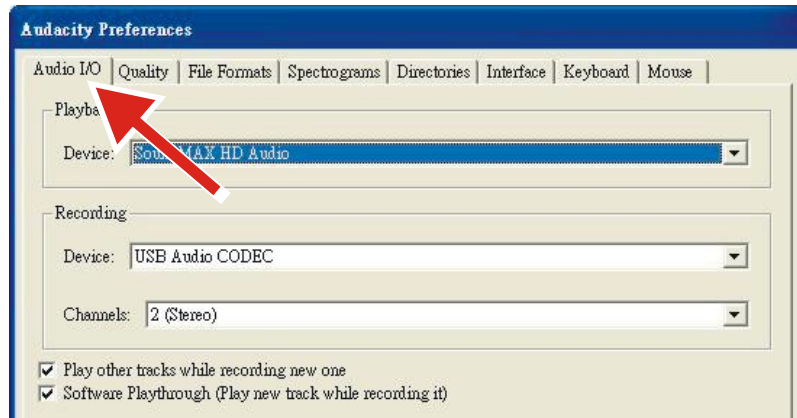 Audacity Preferences
Audio I/O Quality File Formats Spectrograms Directories Interface Keyboard Mouse
Device: MAX HD Audio
Recording
Device: USB Audio CODEC
Channels: 2 (Stereo)
Play other tracks while recording new one
Software Playthrough (Play new track while recording it)